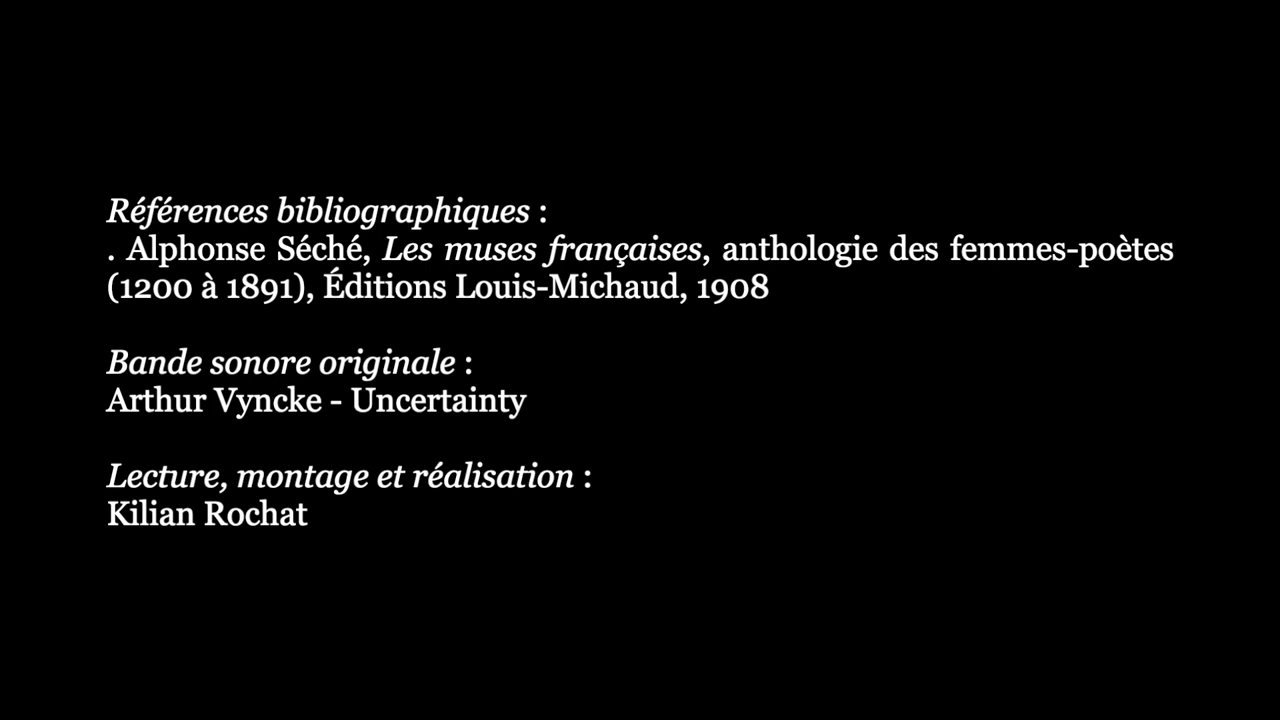 Références bibliographiques :
. Alphonse Séché, Les muses françaises, anthologie des femmes-poètes
(1200 à 1891), Éditions Louis-Michaud, 1908
Bande sonore originale :
Arthur Vyncke - Uncertainty
Lecture, montage et réalisation :
Kilian Rochat